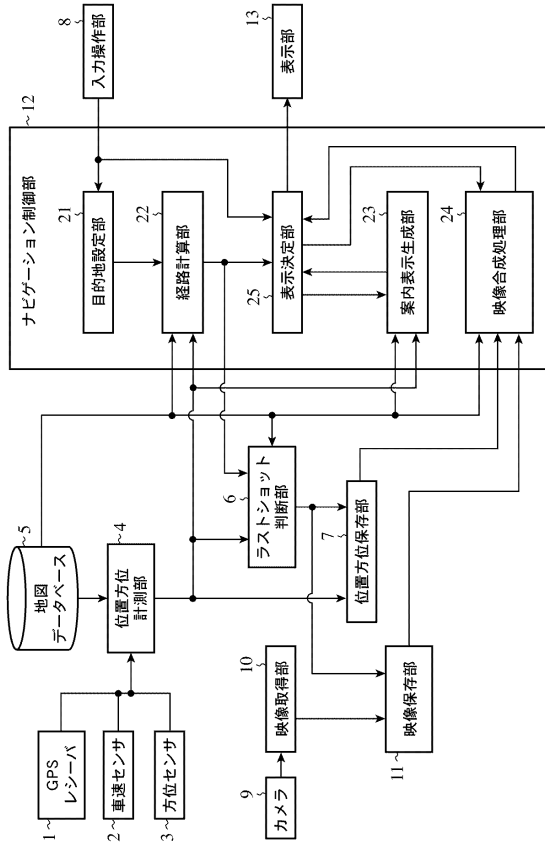 1
GPS
レシーバ
2
車速センサ
3
方位センサ
5
地図
データベース
4
位置方位
計測部
6
ラストショット
判断部
7
位置方位保存部
9
カメラ
10
映像取得部
11
映像保存部
12
ナビゲーション制御部
21
目的地設定部
22
経路計算部
25
表示決定部
23
案内表示生成部
24
映像合成処理部
8
入力操作部
13
表示部